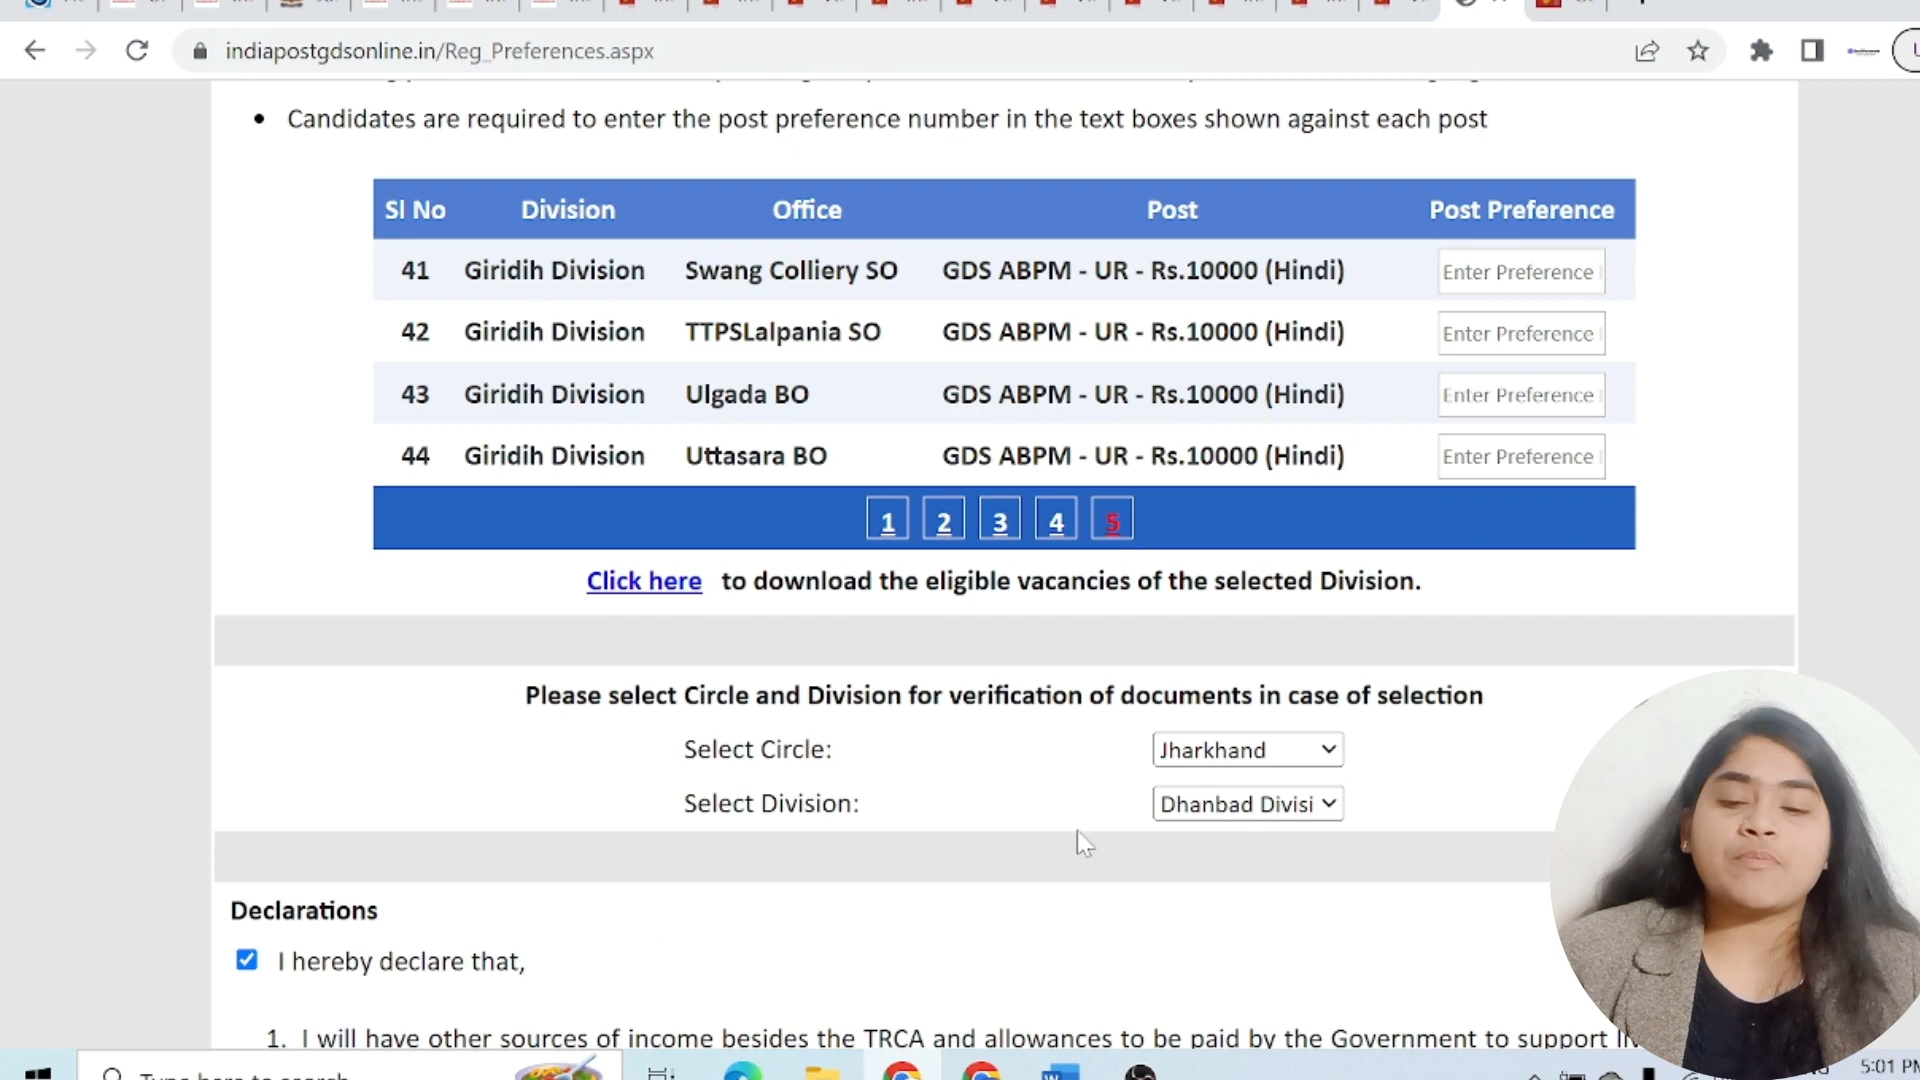 indiapostgdsonline.in/Reg_Preferences.aspx
• Candidates are required to enter the post preference number in the text boxes shown against each post
Sl No Division Office Post Post Preference
41 Giridih Division Swang Colliery SO GDS ABPM - UR - Rs.10000 (Hindi) Enter Preference
42 Giridih Division TTPSLalpania SO GDS ABPM - UR - Rs.10000 (Hindi) Enter Preference
43 Giridih Division Ulgada BO GDS ABPM - UR - Rs.10000 (Hindi) Enter Preference
44 Giridih Division Uttasara BO GDS ABPM - UR - Rs.10000 (Hindi) Enter Preference
1 2 3 4 5
Click here to download the eligible vacancies of the selected Division.
Please select Circle and Division for verification of documents in case of selection
Select Circle: Jharkhand
Select Division: Dhanbad Divisi
Declarations
I hereby declare that,
1. I will have other sources of income besides the TRCA and allowances to be paid by the Government to support
Type here to search
5:01 PM